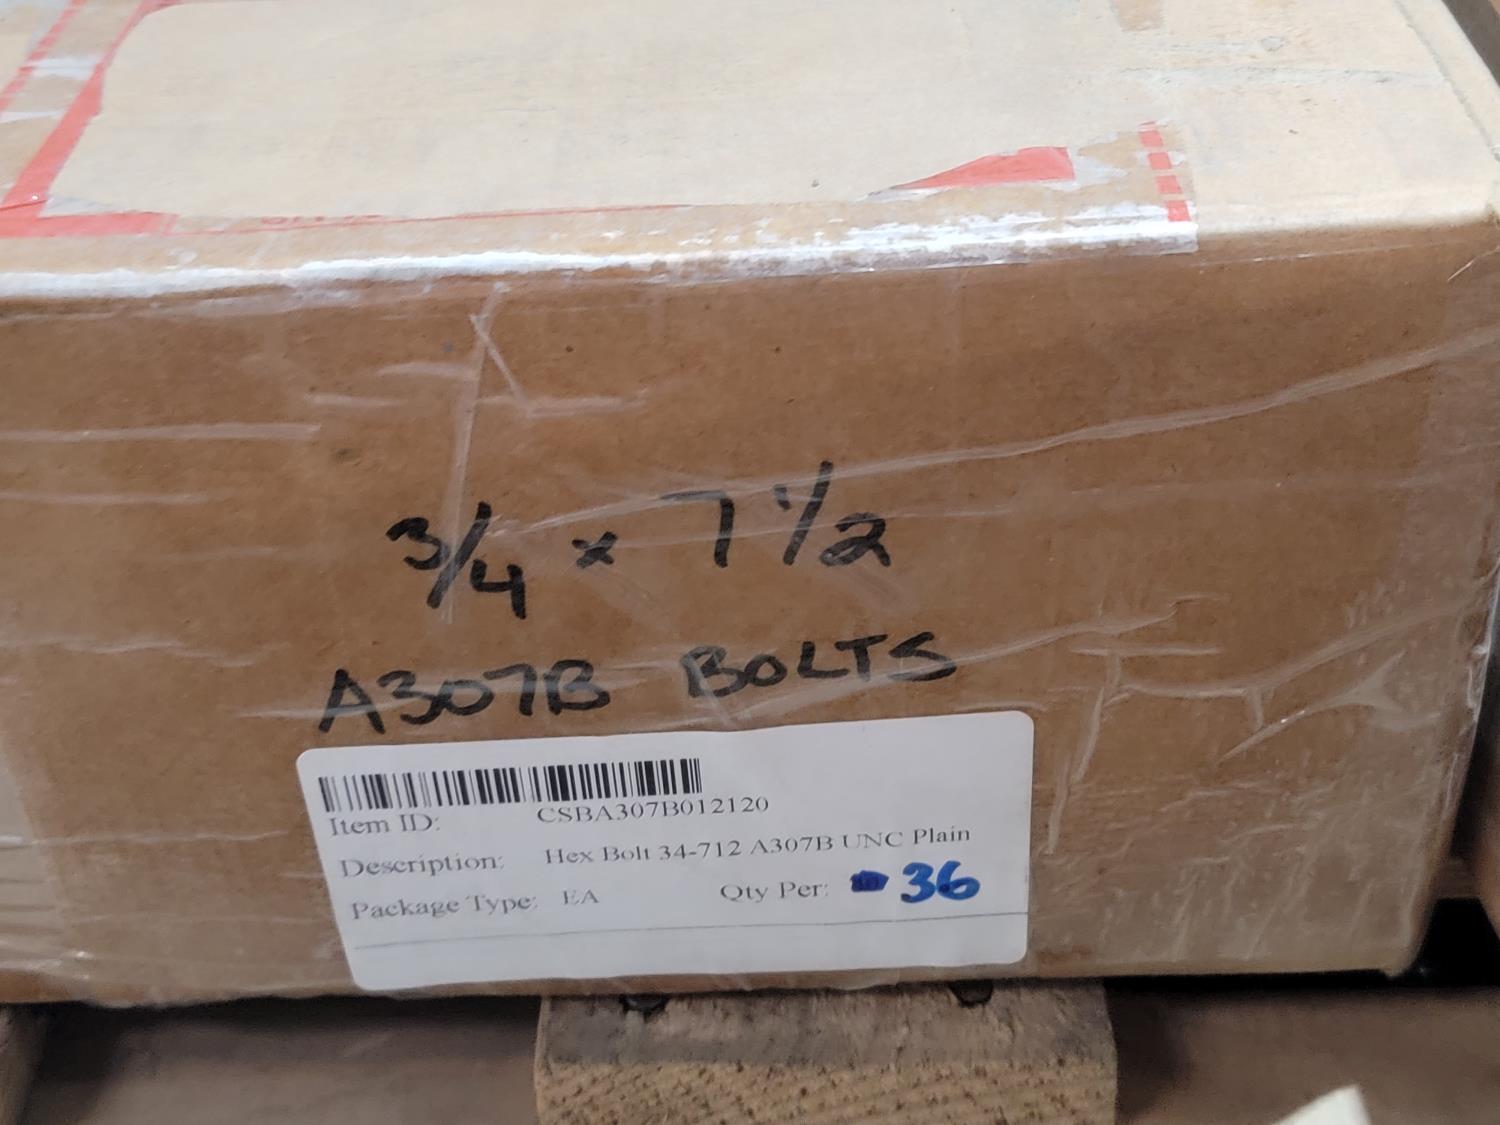 3/4 x 7 1/2
A307B BOLTS
Item ID: CSBA307B012120
Description: Hex Bolt 34-712 A307B UNC Plain
Package Type: EA Qty Per: 36